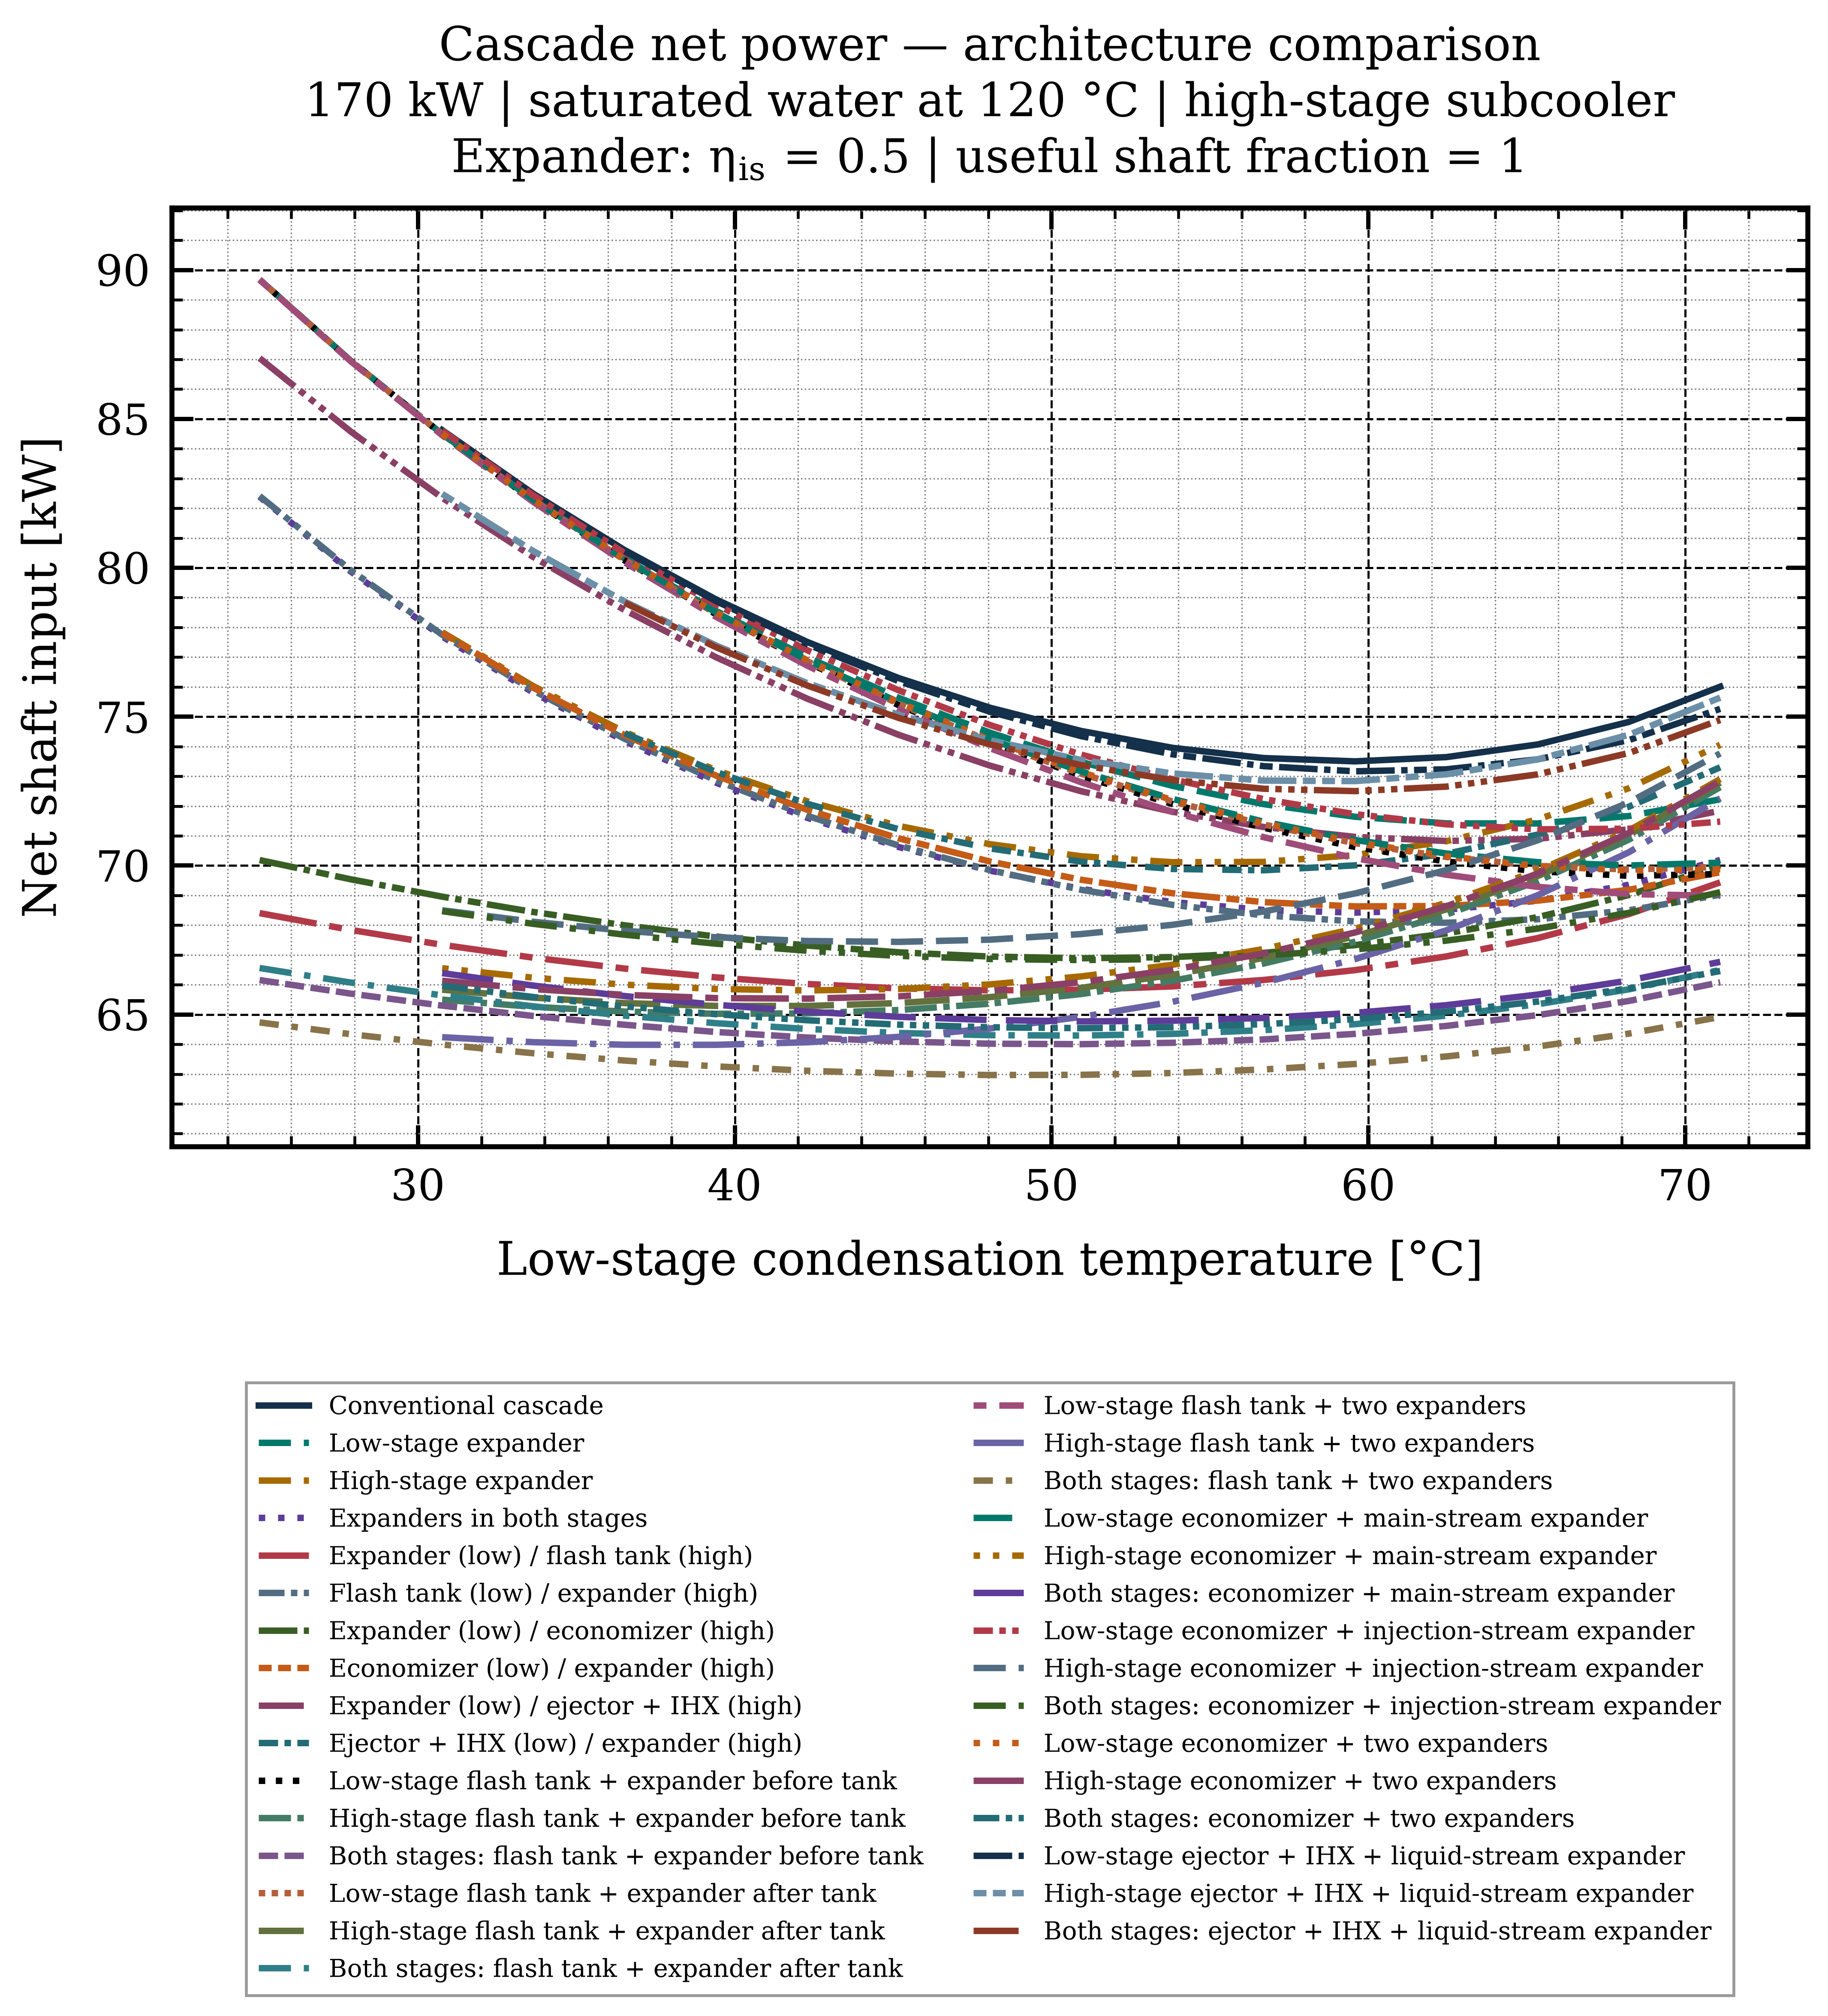 Cascade net power — architecture comparison
170 kW | saturated water at 120 °C | high-stage subcooler
Expander: ηis = 0.5 | useful shaft fraction = 1
Net shaft input [kW]
90
85
80
75
70
65
30 40 50 60 70
Low-stage condensation temperature [°C]
Conventional cascade
Low-stage expander
High-stage expander
Expanders in both stages
Expander (low) / flash tank (high)
Flash tank (low) / expander (high)
Expander (low) / economizer (high)
Economizer (low) / expander (high)
Expander (low) / ejector + IHX (high)
Ejector + IHX (low) / expander (high)
Low-stage flash tank + expander before tank
High-stage flash tank + expander before tank
Both stages: flash tank + expander before tank
Low-stage flash tank + expander after tank
High-stage flash tank + expander after tank
Both stages: flash tank + expander after tank
Low-stage flash tank + two expanders
High-stage flash tank + two expanders
Both stages: flash tank + two expanders
Low-stage economizer + main-stream expander
High-stage economizer + main-stream expander
Both stages: economizer + main-stream expander
Low-stage economizer + injection-stream expander
High-stage economizer + injection-stream expander
Both stages: economizer + injection-stream expander
Low-stage economizer + two expanders
High-stage economizer + two expanders
Both stages: economizer + two expanders
Low-stage ejector + IHX + liquid-stream expander
High-stage ejector + IHX + liquid-stream expander
Both stages: ejector + IHX + liquid-stream expander